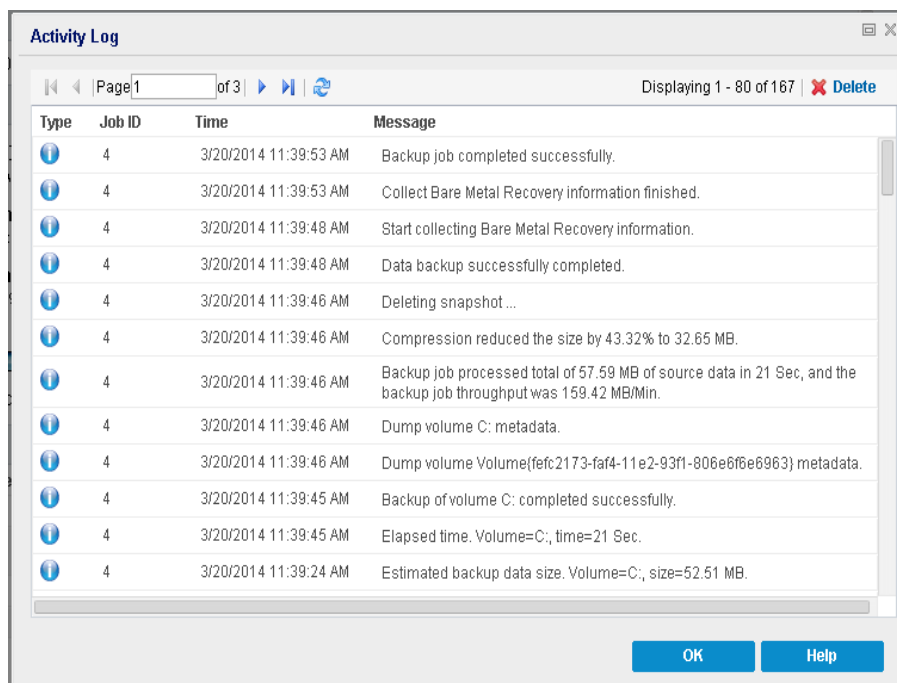 Activity Log
Page 1 of 3 Displaying 1 - 80 of 167 Delete
Type Job ID Time Message
4 3/20/2014 11:39:53 AM Backup job completed successfully.
4 3/20/2014 11:39:53 AM Collect Bare Metal Recovery information finished.
4 3/20/2014 11:39:48 AM Start collecting Bare Metal Recovery information.
4 3/20/2014 11:39:48 AM Data backup successfully completed.
4 3/20/2014 11:39:46 AM Deleting snapshot ...
4 3/20/2014 11:39:46 AM Compression reduced the size by 43.32% to 32.65 MB.
4 3/20/2014 11:39:46 AM Backup job processed total of 57.59 MB of source data in 21 Sec, and the
backup job throughput was 159.42 MB/Min.
4 3/20/2014 11:39:46 AM Dump volume C: metadata.
4 3/20/2014 11:39:46 AM Dump volume Volume{fefc2173-faf4-11e2-93f1-806e6f6e6963} metadata.
4 3/20/2014 11:39:45 AM Backup of volume C: completed successfully.
4 3/20/2014 11:39:45 AM Elapsed time. Volume=C:, time=21 Sec.
4 3/20/2014 11:39:24 AM Estimated backup data size. Volume=C:, size=52.51 MB.
OK Help